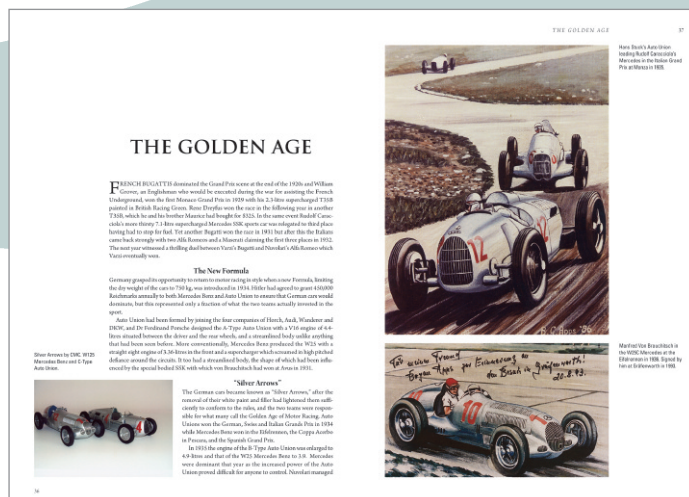 THE GOLDEN AGE
FRENCH BUGATTIS dominated the Grand Prix scene at the end of the 1920s and William
Grover, an Englishman who would be executed during the war for assisting the French
Underground, won the first Monaco Grand Prix in 1929 with his 2.3-litre supercharged T35B
painted in British Racing Green. Rene Dreyfus won the race in the following year in another
T35B, which he and his brother Maurice had bought for $325. In the same event Rudolf Carac-
ciola's more thirsty 7.1-litre supercharged Mercedes SSK sports car was relegated to third place
having had to stop for fuel. Yet another Bugatti won the race in 1931 but after this the Italians
came back strongly with two Alfa Romeos and a Maserati claiming the first three places in 1932.
The next year witnessed a thrilling duel between Varzi's Bugatti and Nuvolari's Alfa Romeo which
Varzi eventually won.
The New Formula
Germany grasped its opportunity to return to motor racing in style when a new Formula, limiting
the dry weight of the cars to 750 kg, was introduced in 1934. Hitler had agreed to grant 450,000
Reichmarks annually to both Mercedes Benz and Auto Union to ensure that German cars would
dominate, but this represented only a fraction of what the two teams actually invested in the
sport.
Auto Union had been formed by joining the four companies of Horch, Audi, Wanderer and
DKW, and Dr Ferdinand Porsche designed the A-Type Auto Union with a V16 engine of 4.4-
litres situated between the driver and the rear wheels, and a streamlined body unlike anything
that had been seen before. More conventionally, Mercedes Benz produced the W25 with a
straight eight engine of 3.36-litres in the front and a supercharger which screamed in high pitched
defiance around the circuits. It too had a streamlined body, the shape of which had been influ-
enced by the special bodied SSK with which von Brauchitsch had won at Avus in 1931.
Silver Arrows by CMC. W125
Mercedes Benz and C-Type
Auto Union.
"Silver Arrows"
The German cars became known as "Silver Arrows," after the
removal of their white paint and filler had lightened them suffi-
ciently to conform to the rules, and the two teams were respon-
sible for what many call the Golden Age of Motor Racing. Auto
Unions won the German, Swiss and Italian Grands Prix in 1934
while Mercedes Benz won in the Eifelrennen, the Coppa Acerbo
in Pescara, and the Spanish Grand Prix.
In 1935 the engine of the B-Type Auto Union was enlarged to
4.9-litres and that of the W25 Mercedes Benz to 3.9. Mercedes
were dominant that year as the increased power of the Auto
Union proved difficult for anyone to control. Nuvolari managed
36
THE GOLDEN AGE 37
Hans Stuck's Auto Union
leading Rudolf Caracciola's
Mercedes in the Italian Grand
Prix at Monza in 1935.
12
Manfred Von Brauchitsch in
the W25C Mercedes at the
Eifelrennen in 1936. Signed by
him at Gräfenwarth in 1993.
10